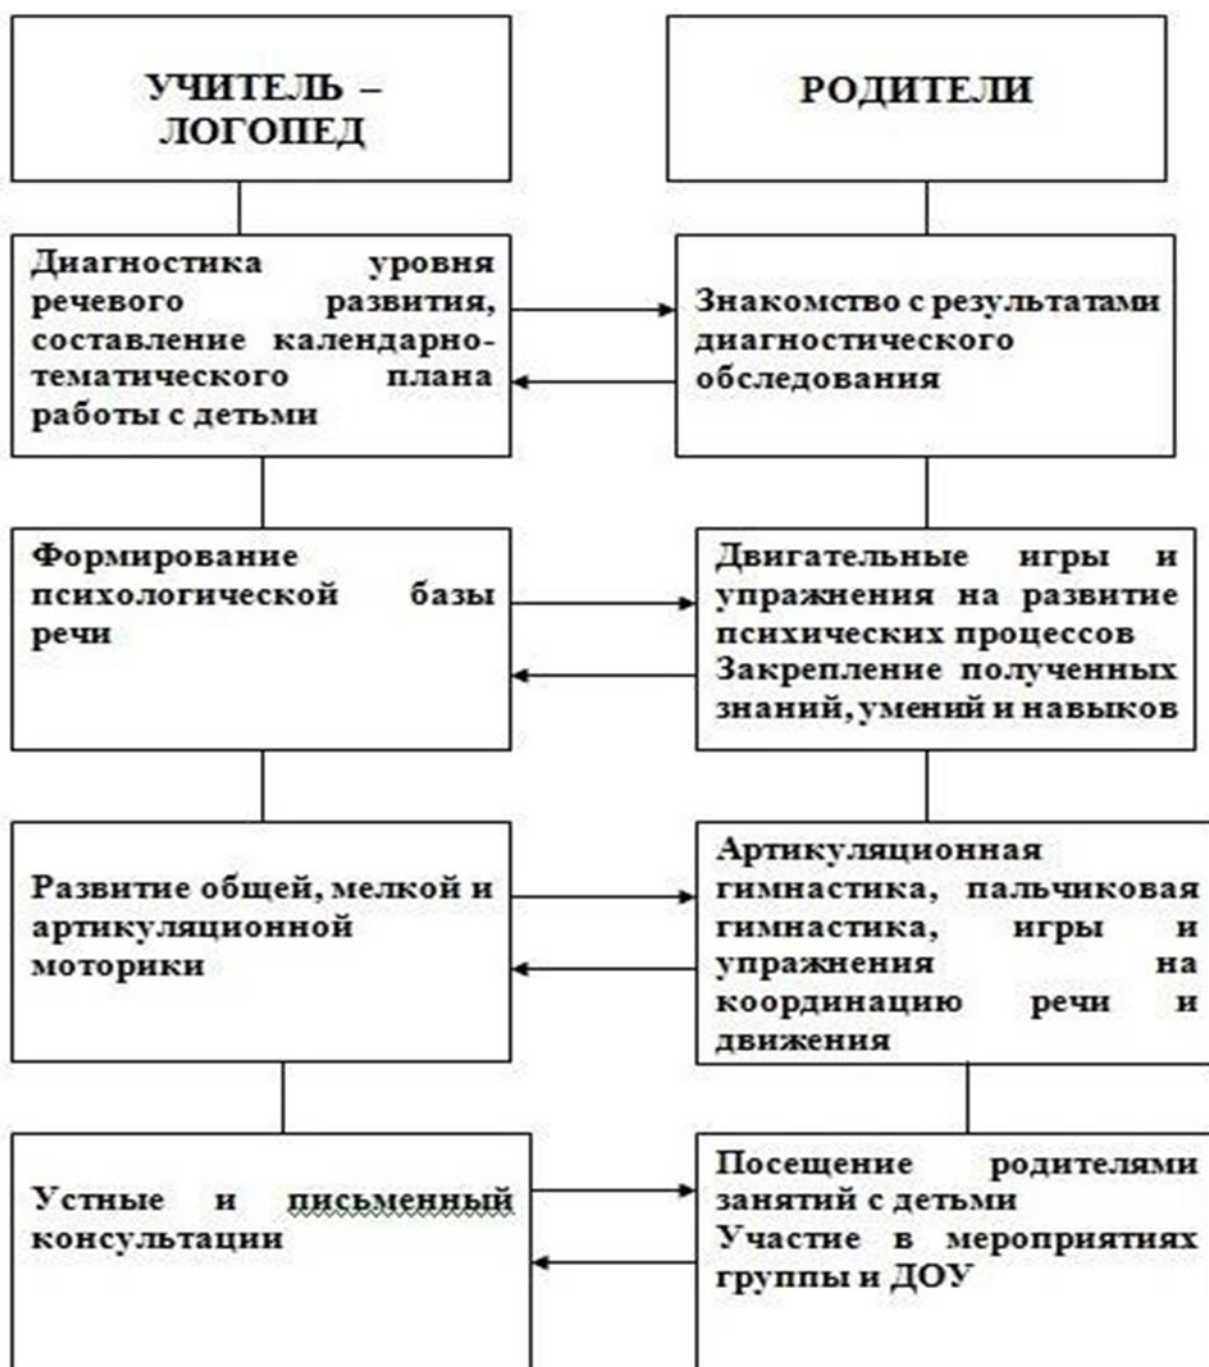 УЧИТЕЛЬ –
ЛОГОПЕД
РОДИТЕЛИ
Диагностика уровня
речевого развития,
составление календарно-
тематического плана
работы с детьми
Знакомство с результатами
диагностического
обследования
Формирование
психологической базы
речи
Двигательные игры и
упражнения на развитие
психических процессов
Закрепление полученных
знаний, умений и навыков
Развитие общей, мелкой и
артикуляционной
моторики
Артикуляционная
гимнастика, пальчиковая
гимнастика, игры и
упражнения на
координацию речи и
движения
Устные и письменный
консультации
Посещение родителями
занятий с детьми
Участие в мероприятиях
группы и ДОУ